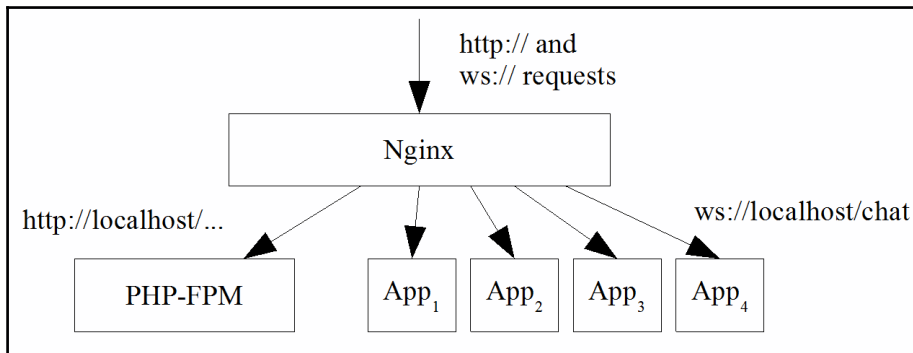 http:// and
ws:// requests
Nginx
http://localhost/...
ws://localhost/chat
PHP-FPM
App₁
App₂
App₃
App₄